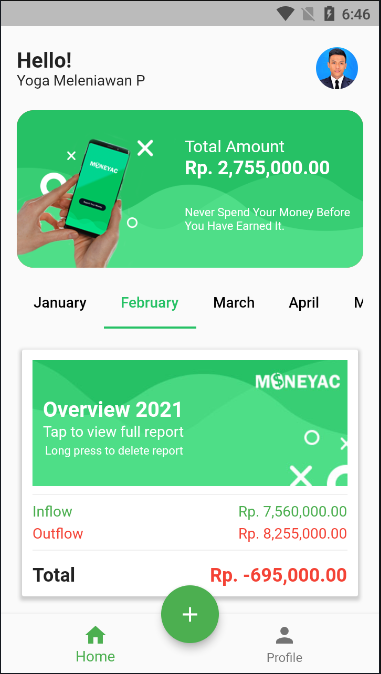 6:46
Hello!
Yoga Meleniawan P
MONEYAC
Total Amount
Rp. 2,755,000.00
Never Spend Your Money Before
You Have Earned It.
January February March April M
MONEYAC
Overview 2021
Tap to view full report
Long press to delete report
Inflow Rp. 7,560,000.00
Outflow Rp. 8,255,000.00
Total Rp. -695,000.00
+
Home Profile